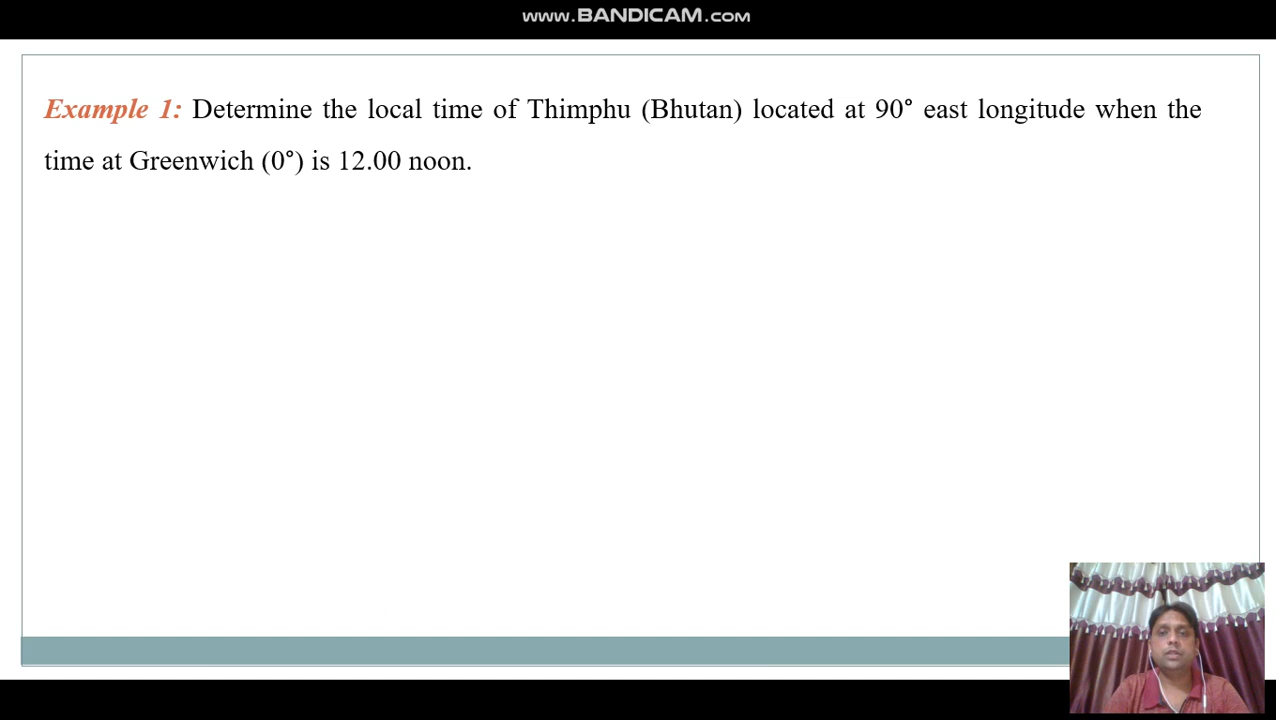 www.BANDICAM.com
Example 1: Determine the local time of Thimphu (Bhutan) located at 90° east longitude when the
time at Greenwich (0°) is 12.00 noon.